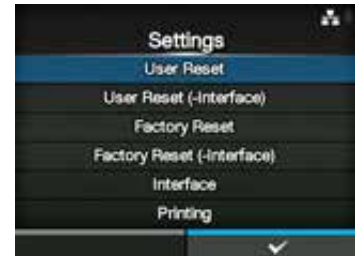 Settings
User Reset
User Reset (-Interface)
Factory Reset
Factory Reset (-Interface)
Interface
Printing